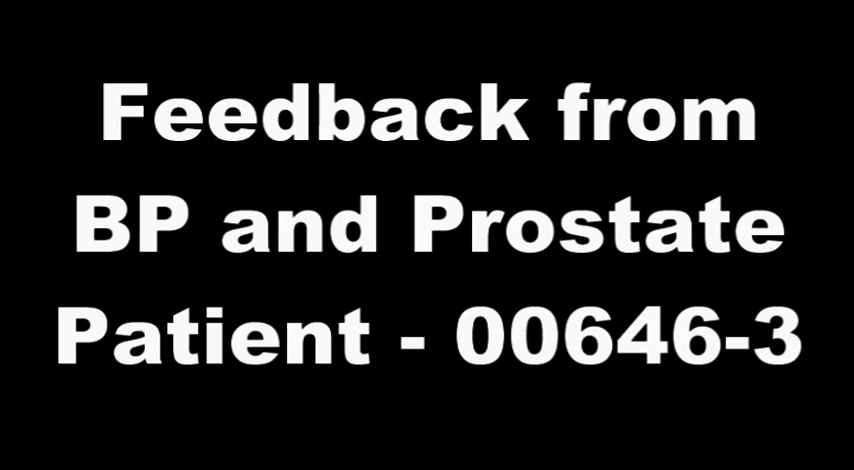 Feedback from
BP and Prostate
Patient - 00646-3